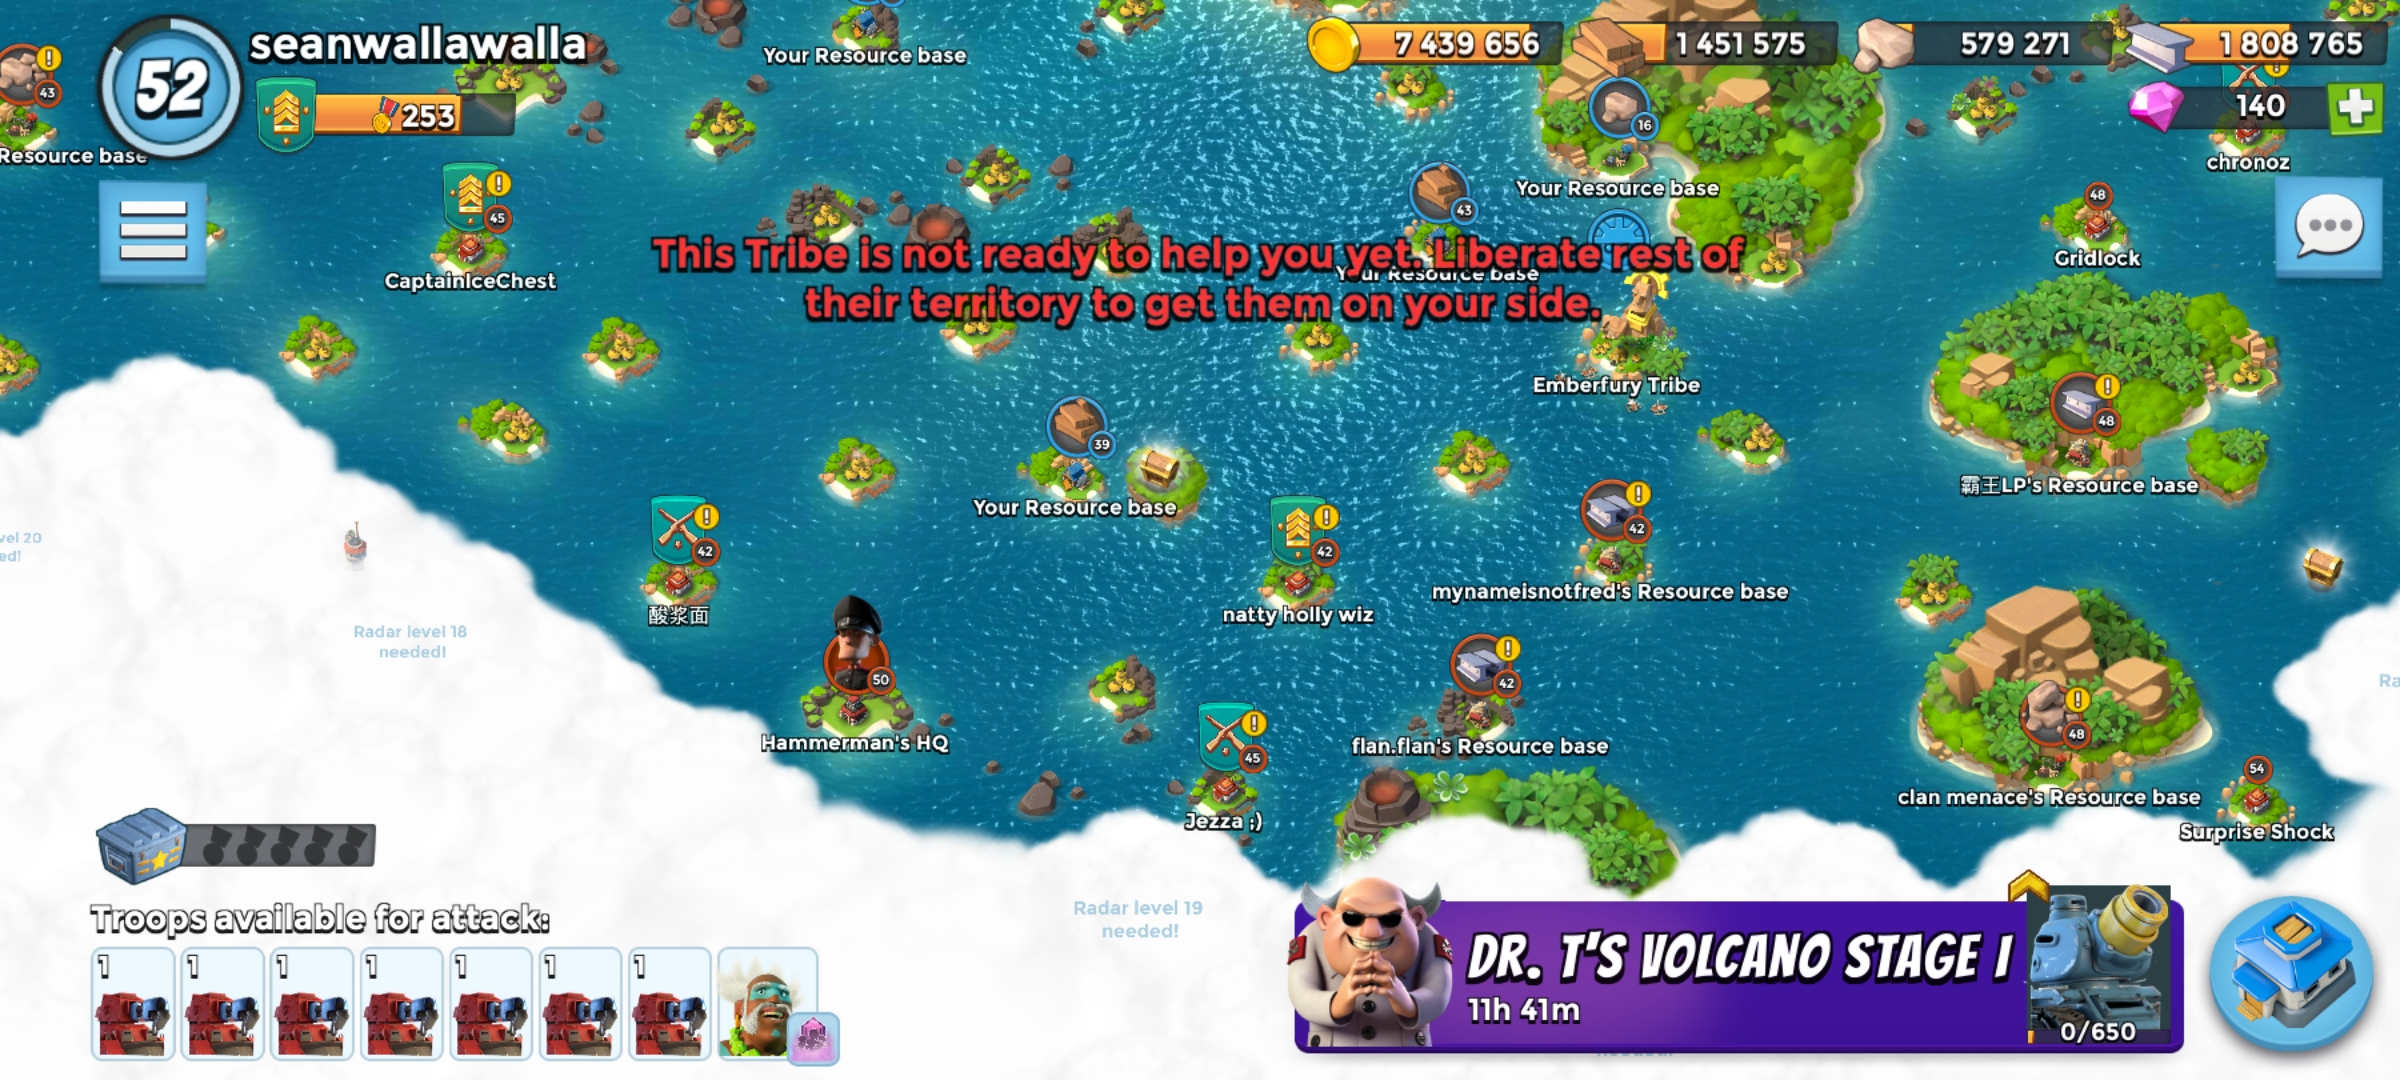 seanwallawalla
52
253
7 439 656
1 451 575
579 271
1 808 765
140
Your Resource base
43
Resource base
16
Your Resource base
chronoz
45
CaptainIceChest
43
48
Gridlock
This Tribe is not ready to help you yet. Liberate rest of
their territory to get them on your side.
Your Resource base
Emberfury Tribe
39
Your Resource base
48
霸王LP's Resource base
42
酸浆面
42
natty holly wiz
42
mynameisnotfred's Resource base
Radar level 18
needed!
50
Hammerman's HQ
42
flan.flan's Resource base
45
Jezza ;)
48
clan menace's Resource base
54
Surprise Shock
Radar level 19
needed!
Troops available for attack:
1
1
1
1
1
1
1
DR. T'S VOLCANO STAGE I
11h 41m
0/650